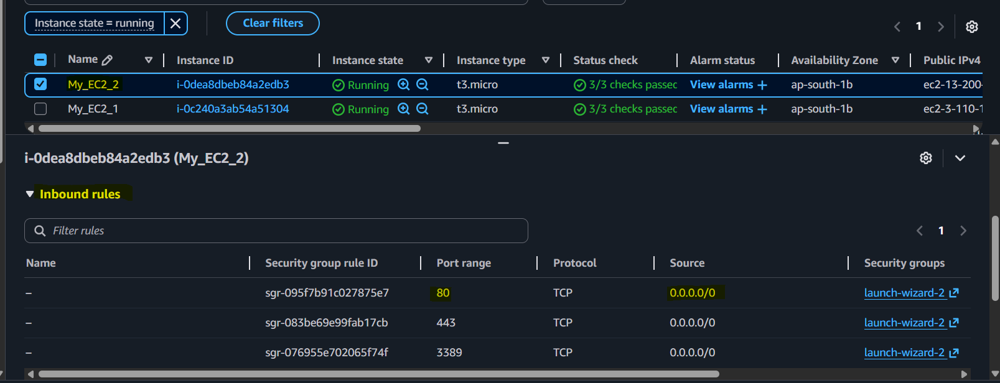 Instance state = running
Clear filters
1
Name Instance ID Instance state Instance type Status check Alarm status Availability Zone Public IPv4
My_EC2_2 i-0dea8dbeb84a2edb3 Running t3.micro 3/3 checks passec View alarms + ap-south-1b ec2-13-200-
My_EC2_1 i-0c240a3ab54a51304 Running t3.micro 3/3 checks passec View alarms + ap-south-1b ec2-3-110-1
i-0dea8dbeb84a2edb3 (My_EC2_2)
Inbound rules
Filter rules
1
Name Security group rule ID Port range Protocol Source Security groups
– sgr-095f7b91c027875e7 80 TCP 0.0.0.0/0 launch-wizard-2
– sgr-083be69e99fab17cb 443 TCP 0.0.0.0/0 launch-wizard-2
– sgr-076955e702065f74f 3389 TCP 0.0.0.0/0 launch-wizard-2